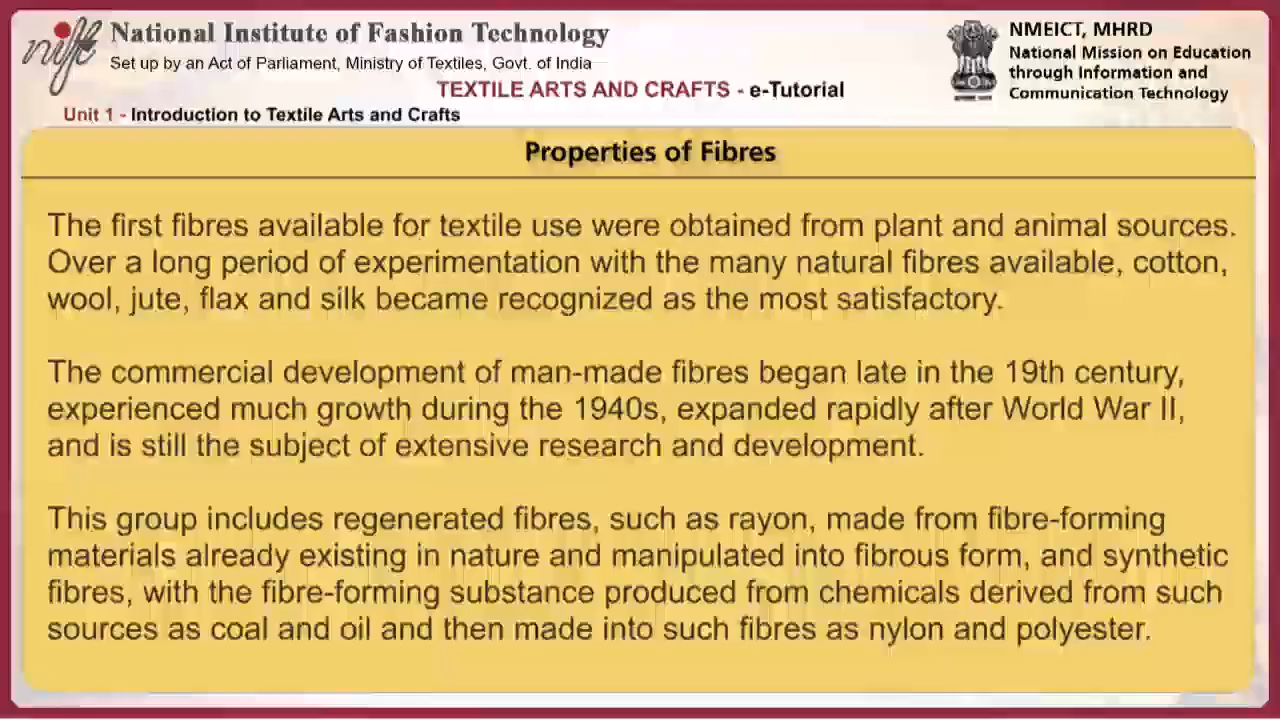 nift
National Institute of Fashion Technology
Set up by an Act of Parliament, Ministry of Textiles, Govt. of India
NMEICT, MHRD
National Mission on Education
through Information and
Communication Technology
TEXTILE ARTS AND CRAFTS - e-Tutorial
Unit 1 - Introduction to Textile Arts and Crafts
Properties of Fibres
The first fibres available for textile use were obtained from plant and animal sources.
Over a long period of experimentation with the many natural fibres available, cotton,
wool, jute, flax and silk became recognized as the most satisfactory.
The commercial development of man-made fibres began late in the 19th century,
experienced much growth during the 1940s, expanded rapidly after World War II,
and is still the subject of extensive research and development.
This group includes regenerated fibres, such as rayon, made from fibre-forming
materials already existing in nature and manipulated into fibrous form, and synthetic
fibres, with the fibre-forming substance produced from chemicals derived from such
sources as coal and oil and then made into such fibres as nylon and polyester.